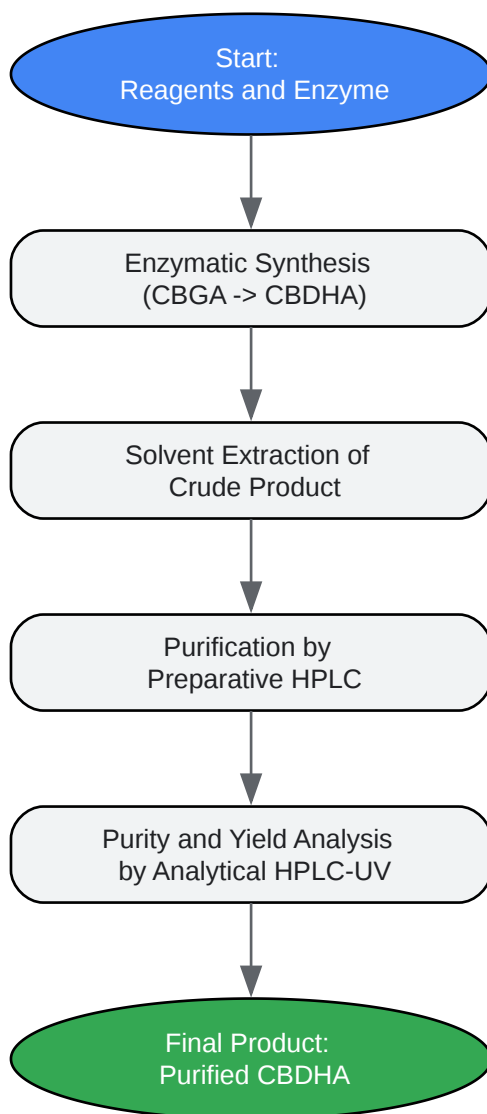 Start:
Reagents and Enzyme
Enzymatic Synthesis
(CBGA -> CBDHA)
Solvent Extraction of
Crude Product
Purification by
Preparative HPLC
Purity and Yield Analysis
by Analytical HPLC-UV
Final Product:
Purified CBDHA